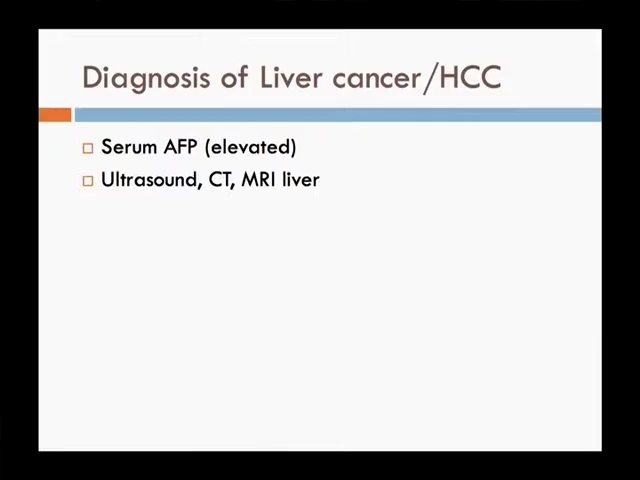 Diagnosis of Liver cancer/HCC
Serum AFP (elevated)
Ultrasound, CT, MRI liver